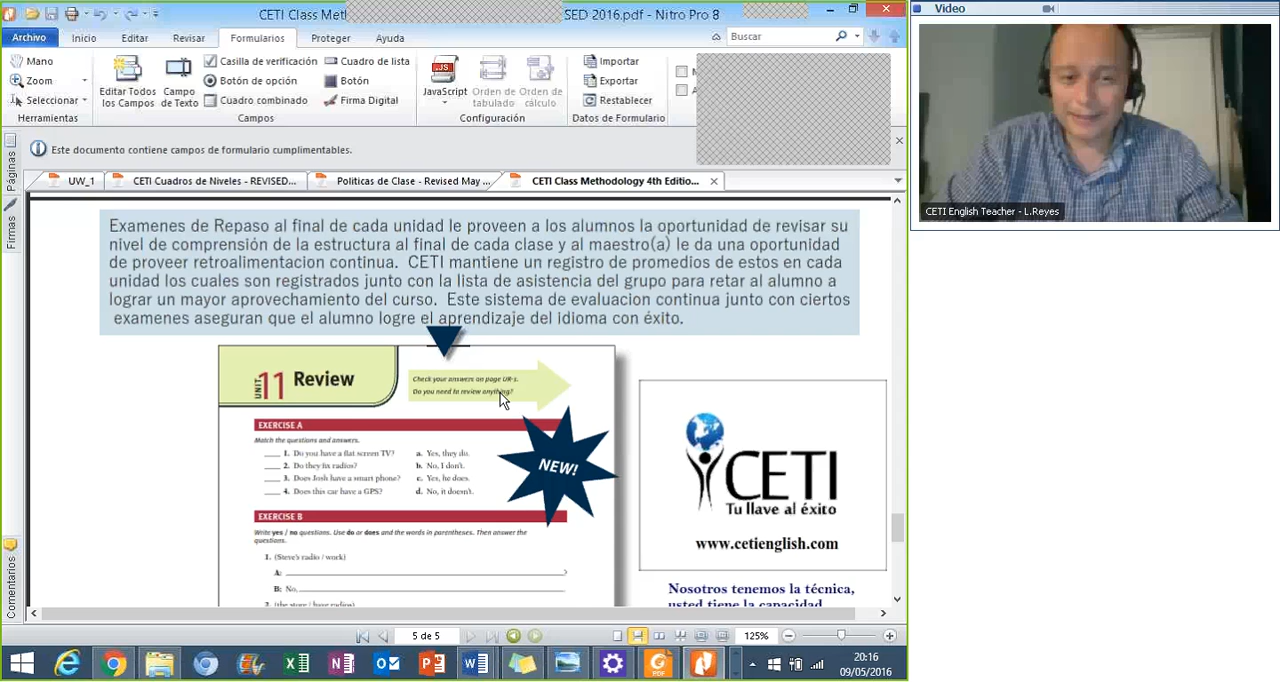 CETI Class Met
SED 2016.pdf - Nitro Pro 8
Video
Archivo
Inicio
Editar
Revisar
Formularios
Proteger
Ayuda
Buscar
Mano
Zoom
Seleccionar
Herramientas
Editar Todos los Campos
Campo de Texto
Casilla de verificación
Botón de opción
Cuadro combinado
Cuadro de lista
Botón
Firma Digital
Campos
JS
JavaScript
Orden de tabulado
Orden de cálculo
Configuración
Importar
Exportar
Restablecer
Datos de Formulario
Este documento contiene campos de formulario cumplimentables.
UW_1
CETI Cuadros de Niveles - REVISED...
Politicas de Clase - Revised May ...
CETI Class Methodology 4th Editio...
Páginas
Firmas
Comentarios
Examenes de Repaso al final de cada unidad le proveen a los alumnos la oportunidad de revisar su
nivel de comprensión de la estructura al final de cada clase y al maestro(a) le da una oportunidad
de proveer retroalimentacion continua. CETI mantiene un registro de promedios de estos en cada
unidad los cuales son registrados junto con la lista de asistencia del grupo para retar al alumno a
lograr un mayor aprovechamiento del curso. Este sistema de evaluacion continua junto con ciertos
examenes aseguran que el alumno logre el aprendizaje del idioma con éxito.
UNIT 11 Review
Check your answers on page UR-1.
Do you need to review anything?
EXERCISE A
Match the questions and answers.
1. Do you have a flat screen TV? a. Yes, they do.
2. Do they fix radios? b. No, I don't.
3. Does Josh have a smart phone? c. Yes, he does.
4. Does this car have a GPS? d. No, it doesn't.
NEW!
EXERCISE B
Write yes / no questions. Use do or does and the words in parentheses. Then answer the
questions.
1. (Steve's radio / work)
A: ?
B: No,
2. (the store / have radios)
CETI
Tu llave al éxito
www.cetienglish.com
Nosotros tenemos la técnica,
usted tiene la capacidad
CETI English Teacher - L.Reyes
5 de 5
125%
20:16
09/05/2016